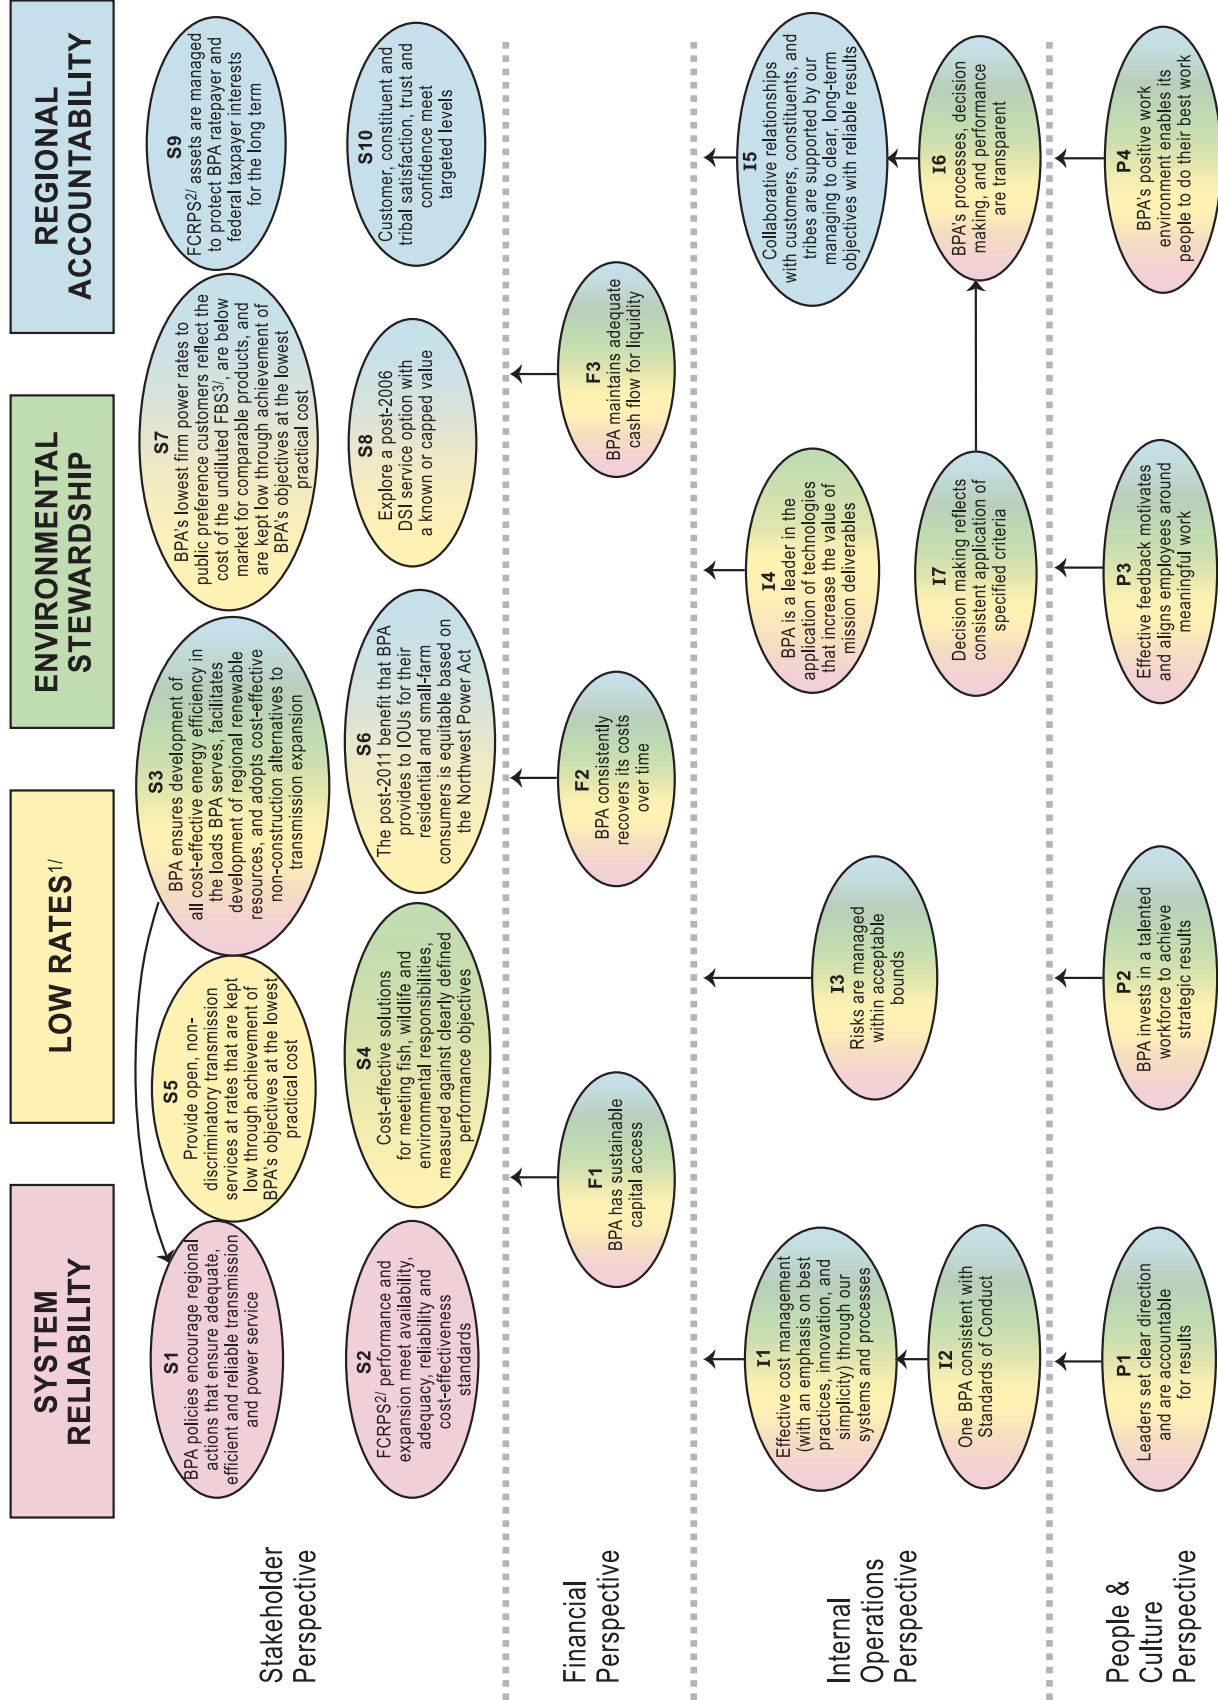 SYSTEM
RELIABILITY
LOW RATES1/
ENVIRONMENTAL
STEWARDSHIP
REGIONAL
ACCOUNTABILITY
Stakeholder
Perspective
S1
BPA policies encourage regional
actions that ensure adequate,
efficient and reliable transmission
and power service
S5
Provide open, non-
discriminatory transmission
services at rates that are kept
low through achievement of
BPA's objectives at the lowest
practical cost
S3
BPA ensures development of
all cost-effective energy efficiency in
the loads BPA serves, facilitates
development of regional renewable
resources, and adopts cost-effective
non-construction alternatives to
transmission expansion
S7
BPA's lowest firm power rates to
public preference customers reflect the
cost of the undiluted FBS3/, are below
market for comparable products, and
are kept low through achievement of
BPA's objectives at the lowest
practical cost
S9
FCRPS2/ assets are managed
to protect BPA ratepayer and
federal taxpayer interests
for the long term
S2
FCRPS2/ performance and
expansion meet availability,
adequacy, reliability and
cost-effectiveness
standards
S4
Cost-effective solutions
for meeting fish, wildlife and
environmental responsibilities,
measured against clearly defined
performance objectives
S6
The post-2011 benefit that BPA
provides to IOUs for their
residential and small-farm
consumers is equitable based on
the Northwest Power Act
S8
Explore a post-2006
DSI service option with
a known or capped value
S10
Customer, constituent and
tribal satisfaction, trust and
confidence meet
targeted levels
Financial
Perspective
F1
BPA has sustainable
capital access
F2
BPA consistently
recovers its costs
over time
F3
BPA maintains adequate
cash flow for liquidity
Internal
Operations
Perspective
I1
Effective cost management
(with an emphasis on best
practices, innovation, and
simplicity) through our
systems and processes
I3
Risks are managed
within acceptable
bounds
I4
BPA is a leader in the
application of technologies
that increase the value of
mission deliverables
I5
Collaborative relationships
with customers, constituents, and
tribes are supported by our
managing to clear, long-term
objectives with reliable results
I2
One BPA consistent with
Standards of Conduct
I7
Decision making reflects
consistent application of
specified criteria
I6
BPA's processes, decision
making, and performance
are transparent
People &
Culture
Perspective
P1
Leaders set clear direction
and are accountable
for results
P2
BPA invests in a talented
workforce to achieve
strategic results
P3
Effective feedback motivates
and aligns employees around
meaningful work
P4
BPA's positive work
environment enables its
people to do their best work